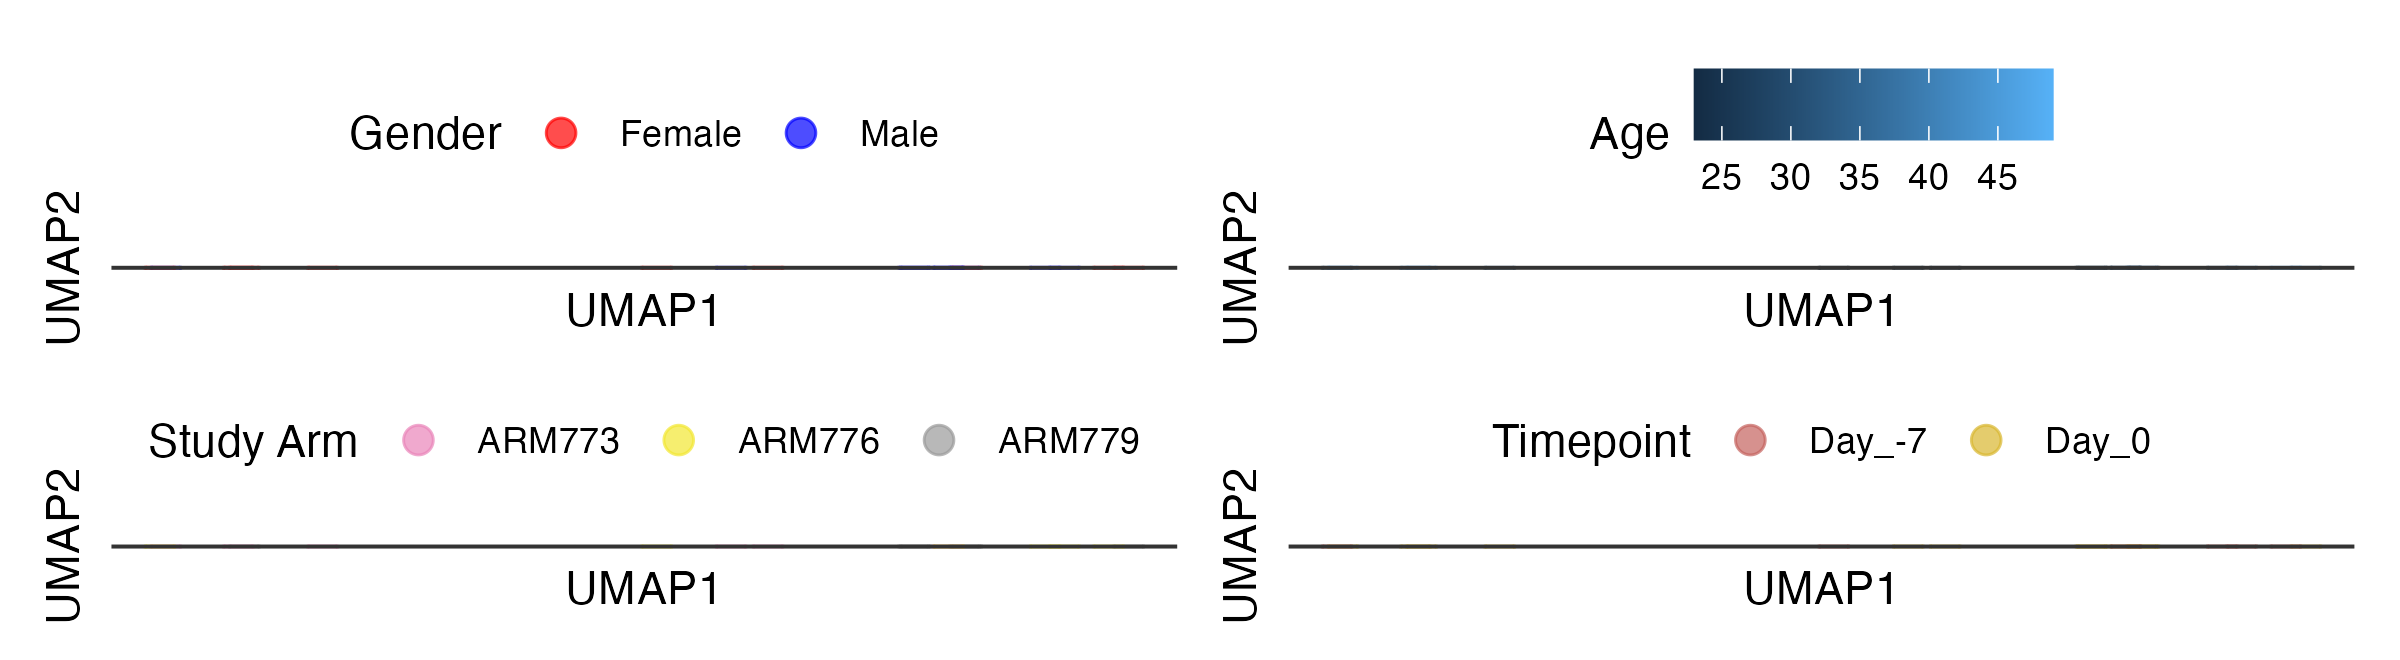 Gender Female Male
UMAP2
UMAP1
Age
25 30 35 40 45
UMAP2
UMAP1
Study Arm ARM773 ARM776 ARM779
UMAP2
UMAP1
Timepoint Day_-7 Day_0
UMAP2
UMAP1